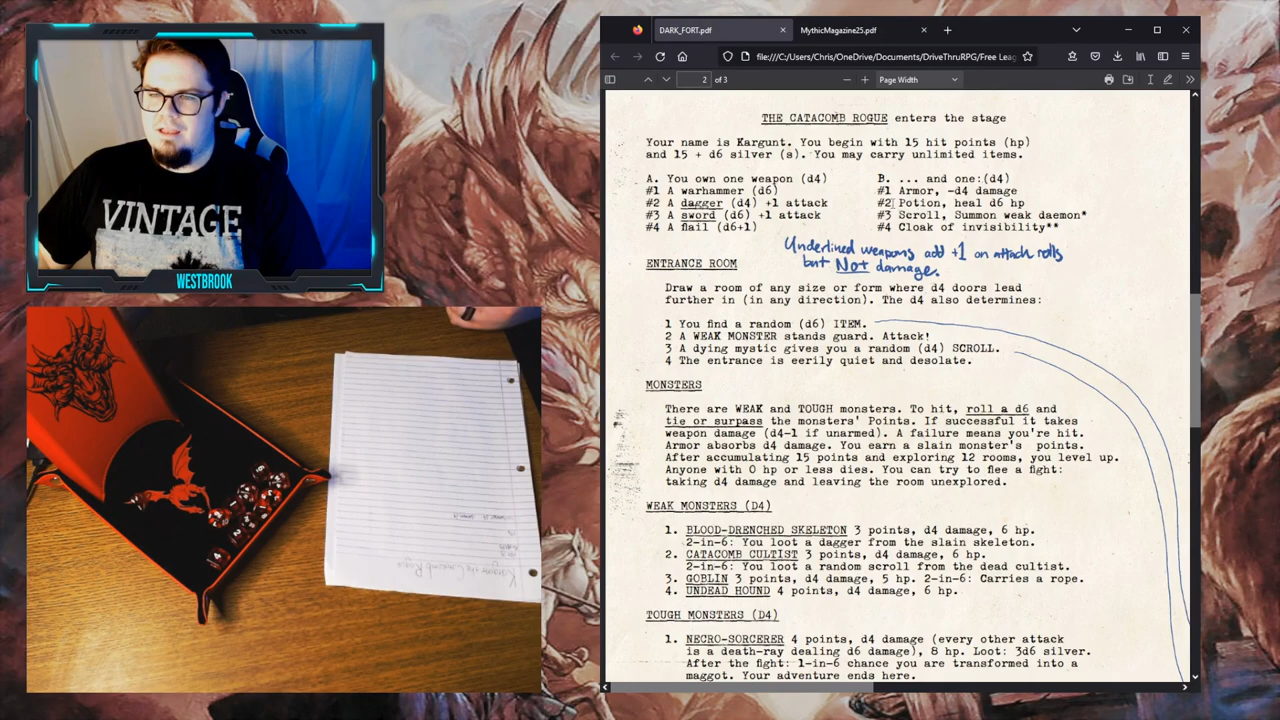 VINTAGE
WESTBROOK
DARK_FORT.pdf
MythicMagazine25.pdf
file:///C:/Users/Chris/OneDrive/Documents/DriveThruRPG/Free Leag
2 of 3
Page Width
THE CATACOMB ROGUE enters the stage
Your name is Kargunt. You begin with 15 hit points (hp)
and 15 + d6 silver (s). You may carry unlimited items.
A. You own one weapon (d4)
#1 A warhammer (d6)
#2 A dagger (d4) +1 attack
#3 A sword (d6) +1 attack
#4 A flail (d6+1)
B. ... and one:(d4)
#1 Armor, -d4 damage
#2 Potion, heal d6 hp
#3 Scroll, Summon weak daemon*
#4 Cloak of invisibility**
Underlined weapons add +1 on attack rolls
but Not damage.
ENTRANCE ROOM
Draw a room of any size or form where d4 doors lead
further in (in any direction). The d4 also determines:
1 You find a random (d6) ITEM.
2 A WEAK MONSTER stands guard. Attack!
3 A dying mystic gives you a random (d4) SCROLL.
4 The entrance is eerily quiet and desolate.
MONSTERS
There are WEAK and TOUGH monsters. To hit, roll a d6 and
tie or surpass the monsters' Points. If successful it takes
weapon damage (d4-1 if unarmed). A failure means you're hit.
Armor absorbs d4 damage. You earn a slain monster's points.
After accumulating 15 points and exploring 12 rooms, you level up.
Anyone with 0 hp or less dies. You can try to flee a fight:
taking d4 damage and leaving the room unexplored.
WEAK MONSTERS (D4)
1. BLOOD-DRENCHED SKELETON 3 points, d4 damage, 6 hp.
2-in-6: You loot a dagger from the slain skeleton.
2. CATACOMB CULTIST 3 points, d4 damage, 6 hp.
2-in-6: You loot a random scroll from the dead cultist.
3. GOBLIN 3 points, d4 damage, 5 hp. 2-in-6: Carries a rope.
4. UNDEAD HOUND 4 points, d4 damage, 6 hp.
TOUGH MONSTERS (D4)
1. NECRO-SORCERER 4 points, d4 damage (every other attack
is a death-ray dealing d6 damage), 8 hp. Loot: 3d6 silver.
After the fight: 1-in-6 chance you are transformed into a
maggot. Your adventure ends here.